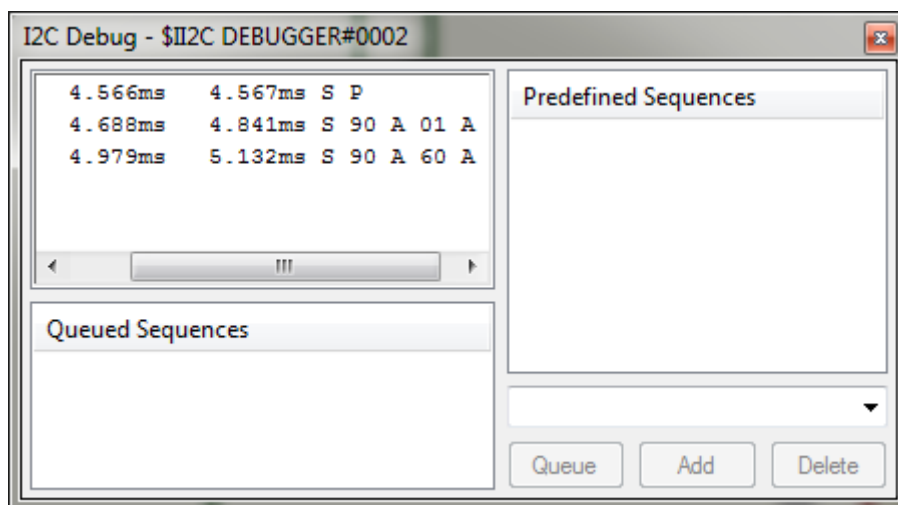 I2C Debug - $II2C DEBUGGER#0002
4.566ms 4.567ms S P
4.688ms 4.841ms S 90 A 01 A
4.979ms 5.132ms S 90 A 60 A
Queued Sequences
Predefined Sequences
Queue Add Delete